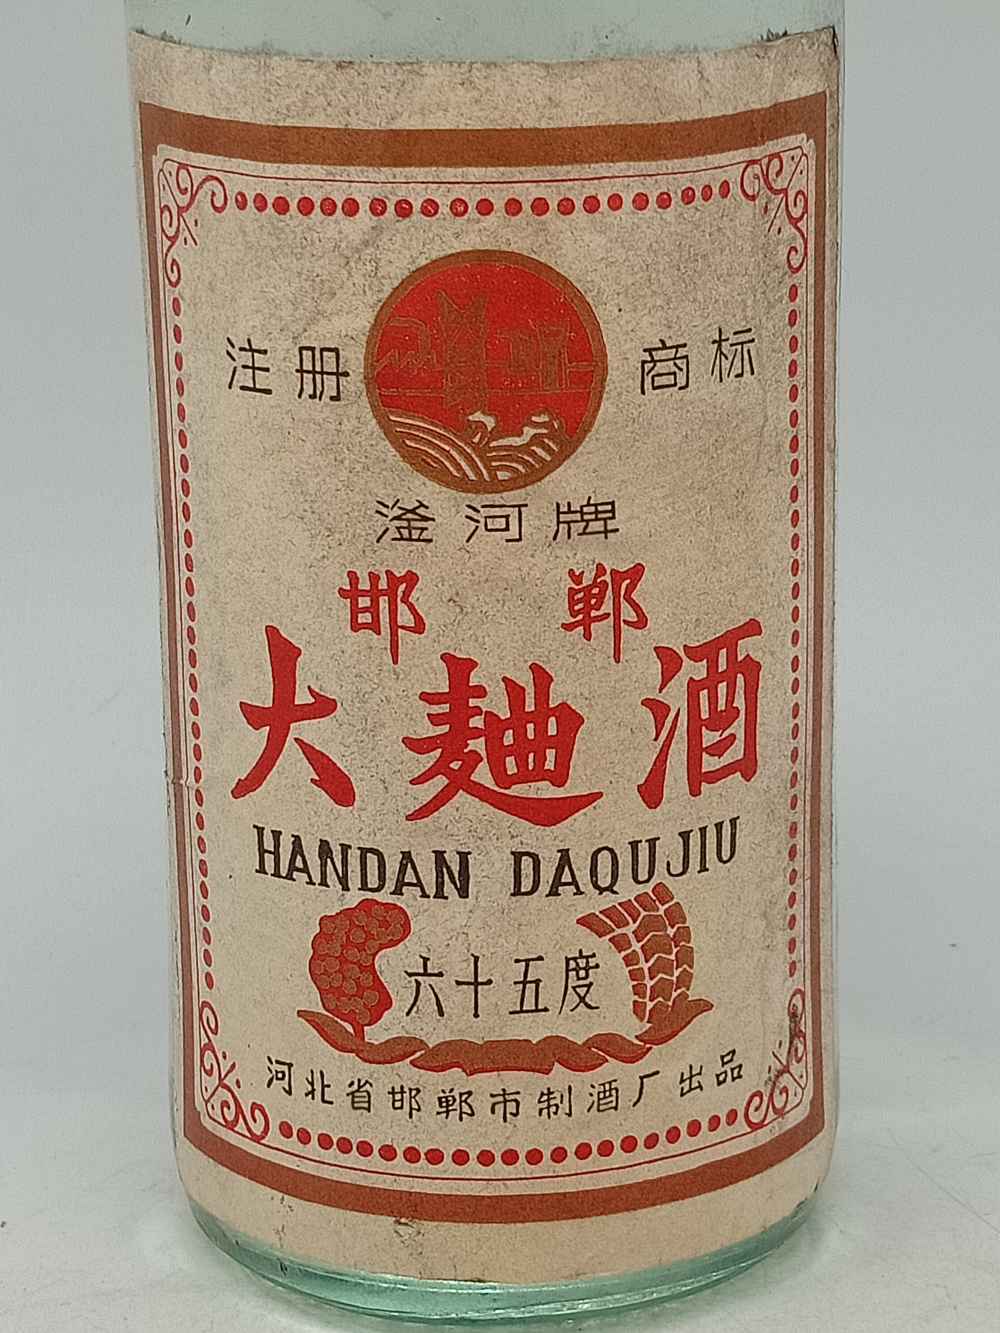 注册 商标
滏河牌
邯郸
大麯酒
HANDAN DAQUJIU
六十五度
河北省邯郸市制酒厂出品